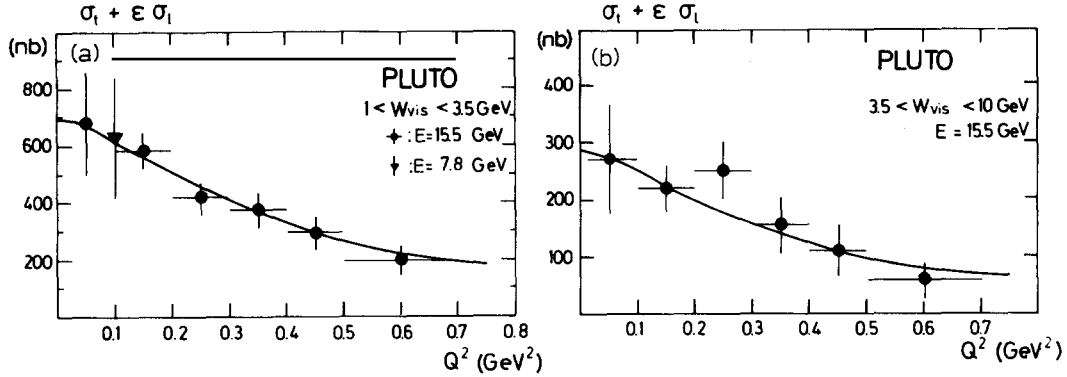 σt + ε σl
(nb)
(a)
PLUTO
1 < Wvis < 3.5 GeV
: E = 15.5 GeV
: E = 7.8 GeV
800
600
400
200
0.1 0.2 0.3 0.4 0.5 0.6 0.7 0.8
Q² (GeV²)
σt + ε σl
(nb)
(b)
PLUTO
3.5 < Wvis < 10 GeV
E = 15.5 GeV
400
300
200
100
0.1 0.2 0.3 0.4 0.5 0.6 0.7
Q² (GeV²)